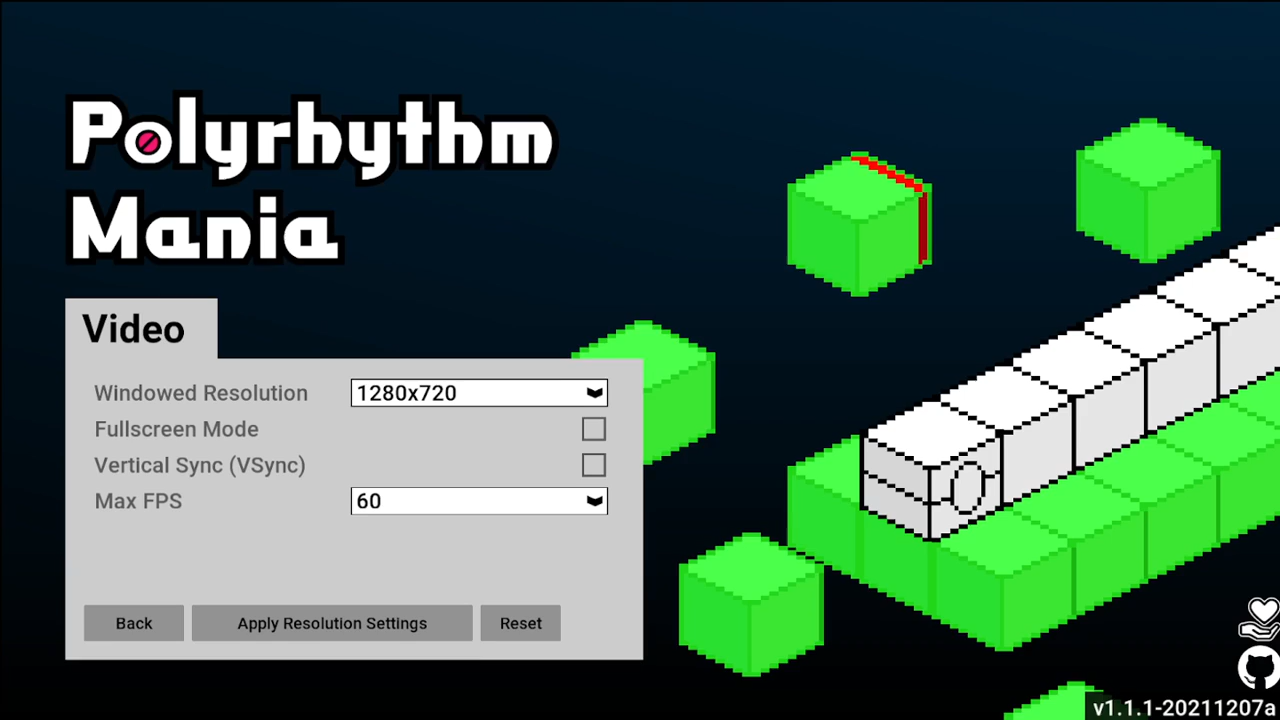 Polyrhythm
Mania
Video
Windowed Resolution 1280x720
Fullscreen Mode
Vertical Sync (VSync)
Max FPS 60
Back Apply Resolution Settings Reset
v1.1.1-20211207a